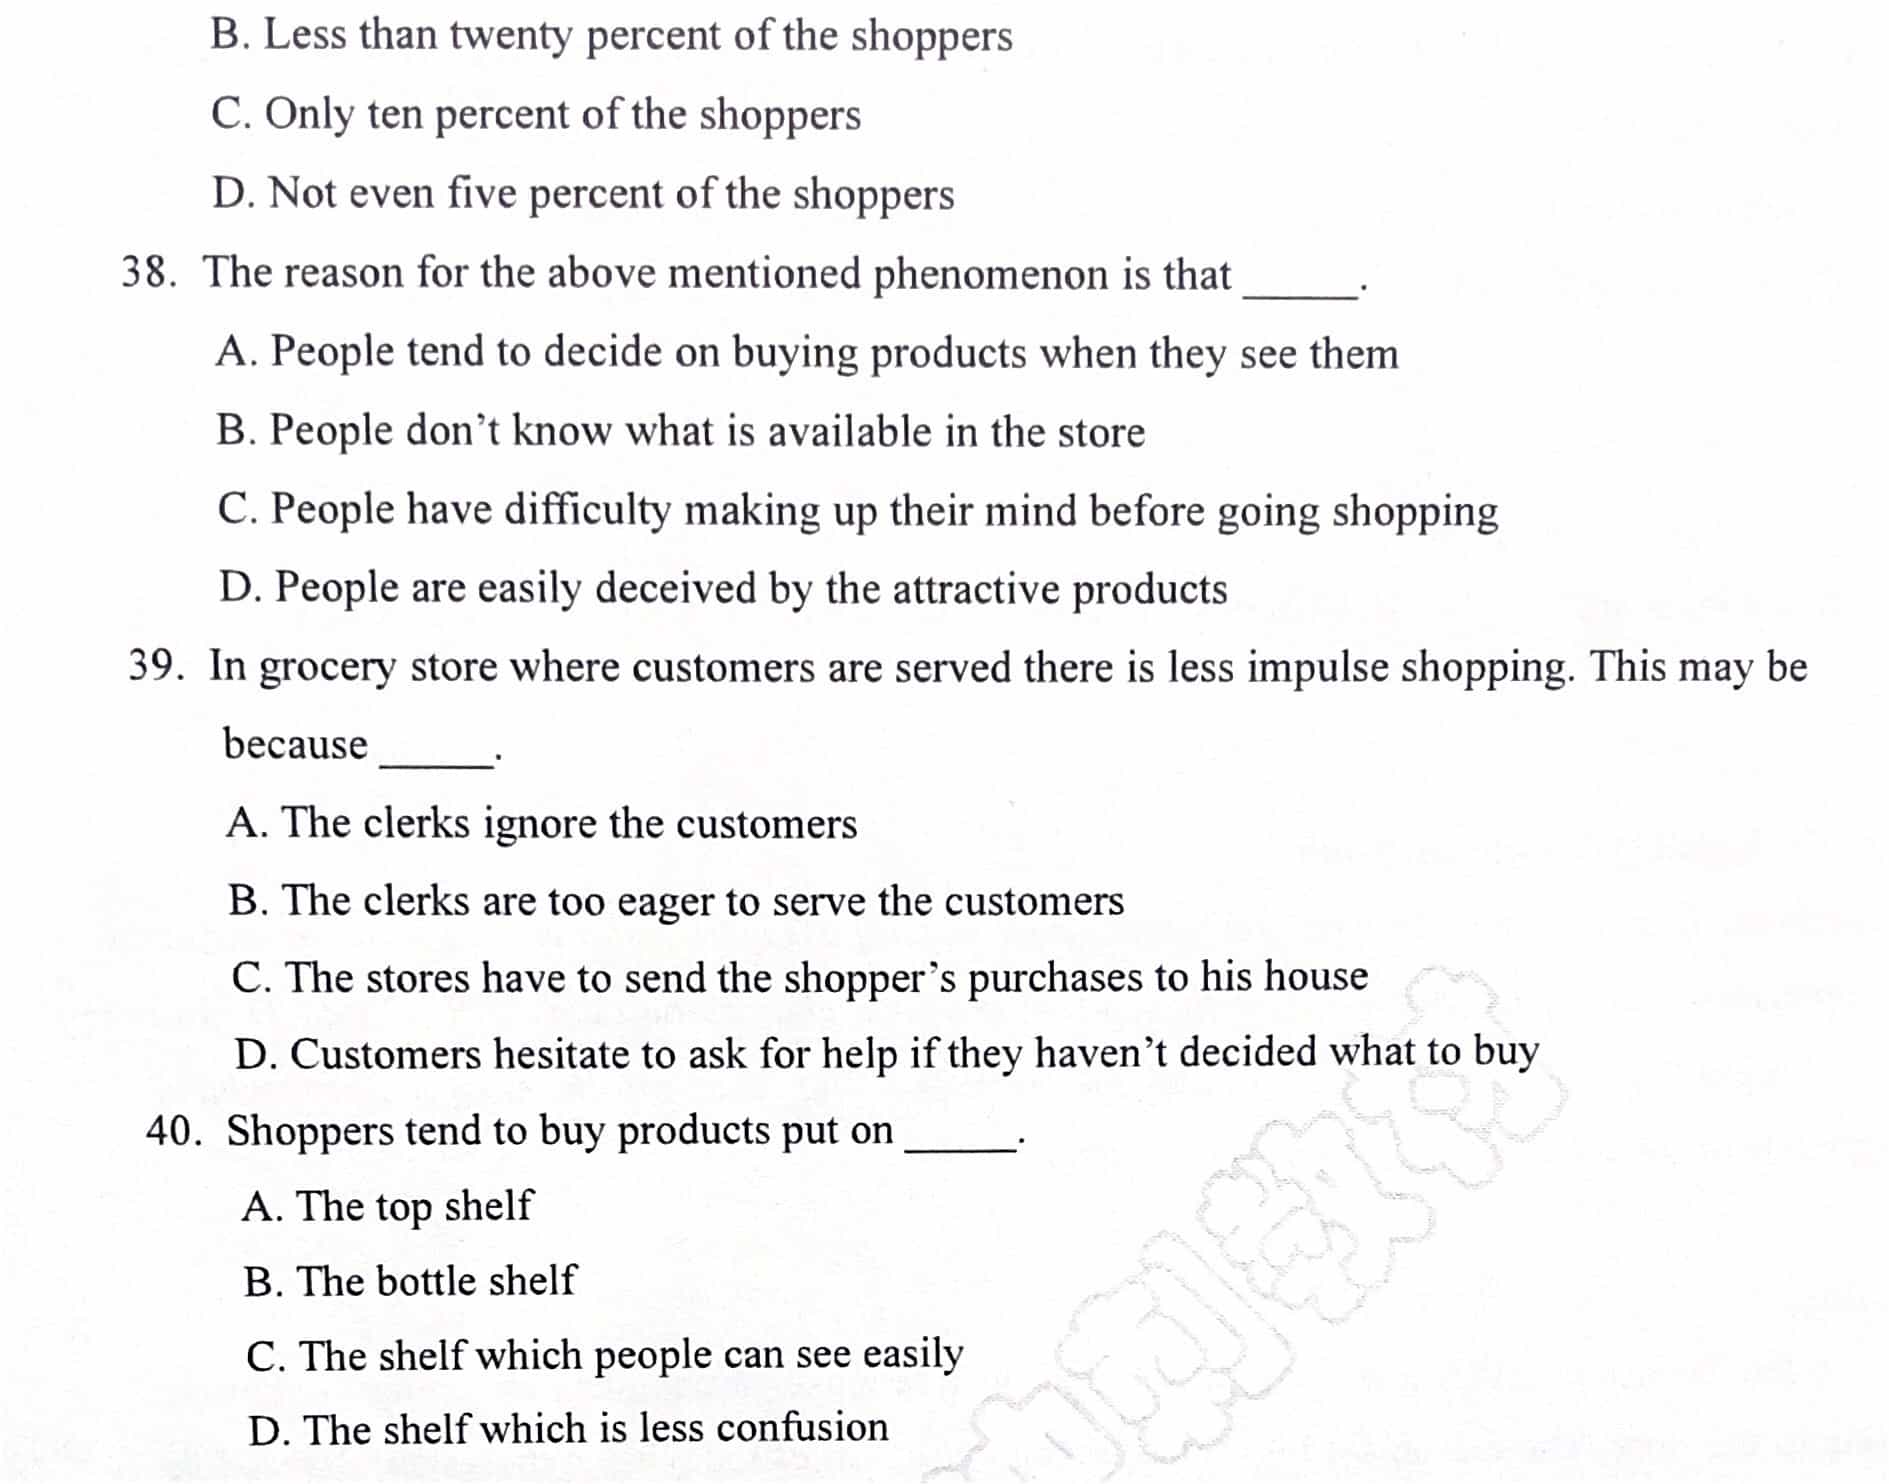 B. Less than twenty percent of the shoppers
C. Only ten percent of the shoppers
D. Not even five percent of the shoppers
38. The reason for the above mentioned phenomenon is that _____.
A. People tend to decide on buying products when they see them
B. People don’t know what is available in the store
C. People have difficulty making up their mind before going shopping
D. People are easily deceived by the attractive products
39. In grocery store where customers are served there is less impulse shopping. This may be
because _____.
A. The clerks ignore the customers
B. The clerks are too eager to serve the customers
C. The stores have to send the shopper’s purchases to his house
D. Customers hesitate to ask for help if they haven’t decided what to buy
40. Shoppers tend to buy products put on _____.
A. The top shelf
B. The bottle shelf
C. The shelf which people can see easily
D. The shelf which is less confusion